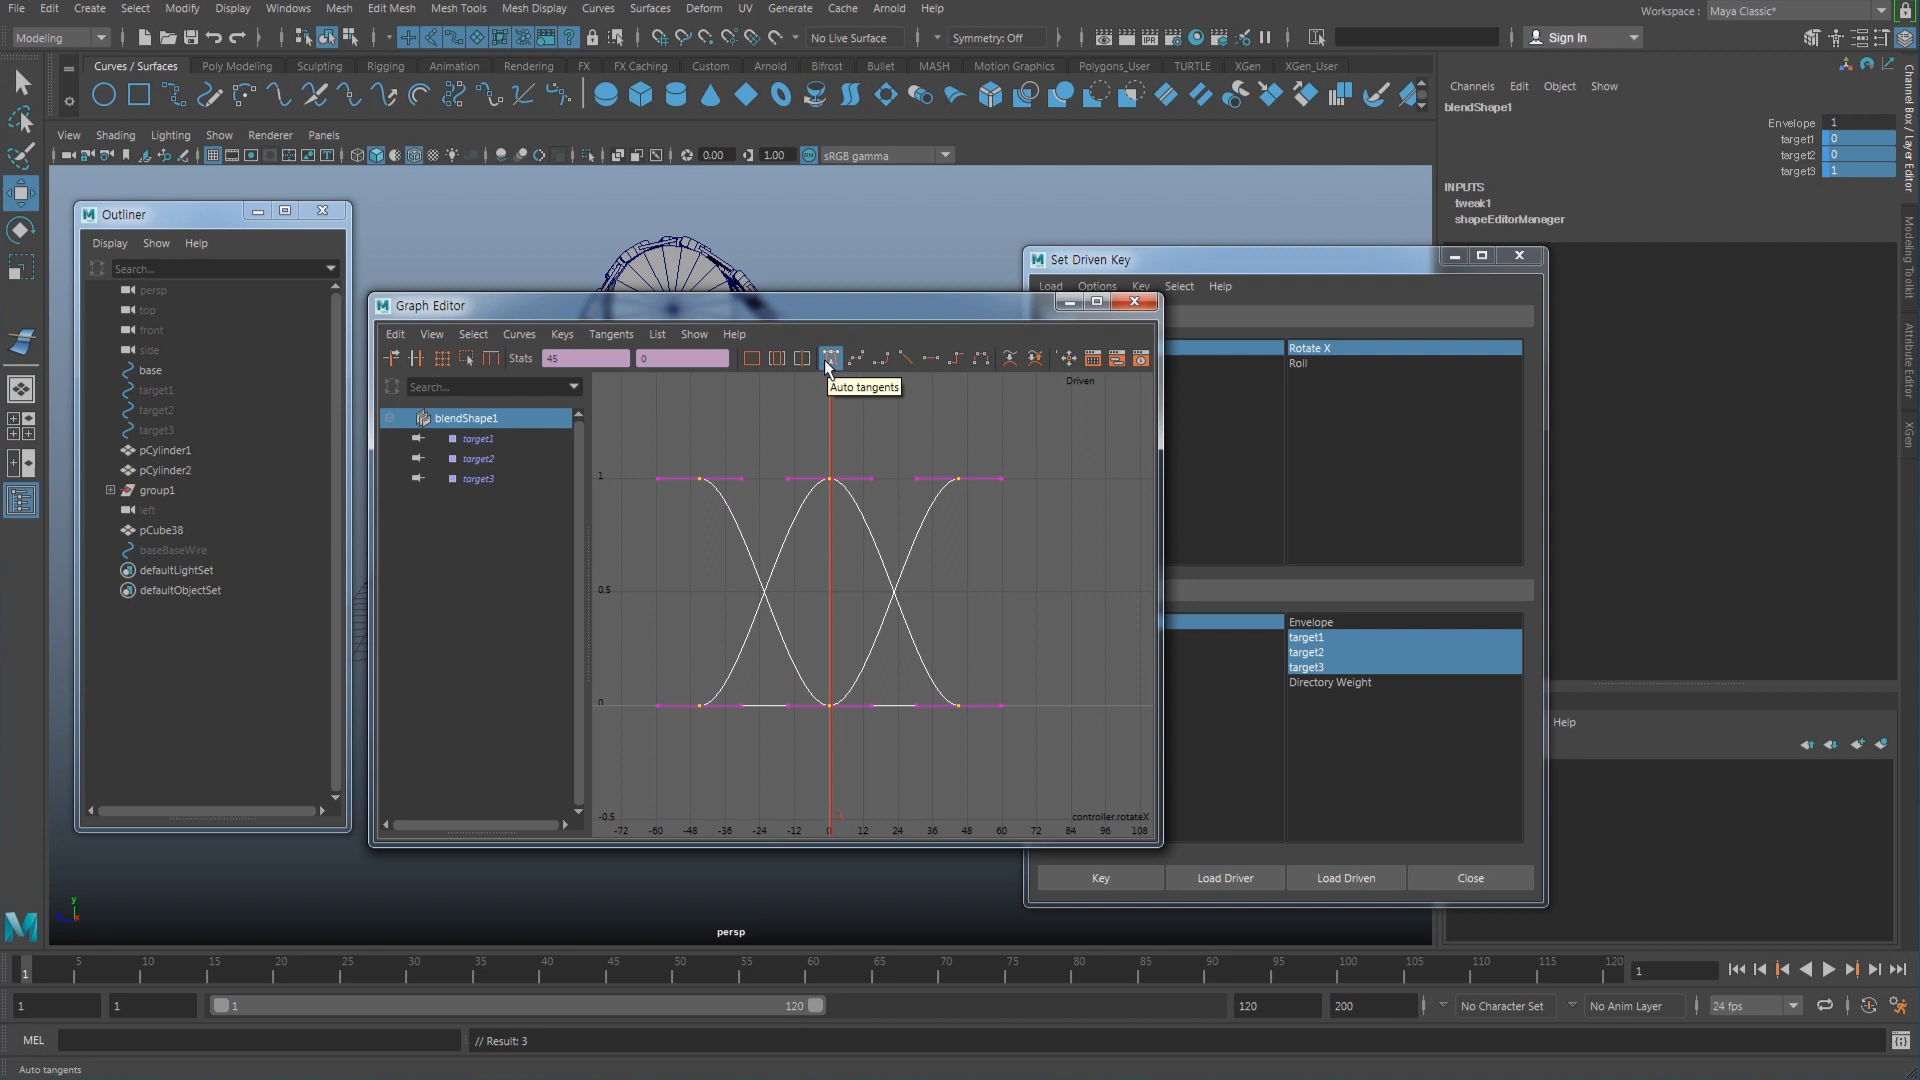 File Edit Create Select Modify Display Windows Mesh Edit Mesh Mesh Tools Mesh Display Curves Surfaces Deform UV Generate Cache Arnold Help
Workspace : Maya Classic*
Modeling
No Live Surface
Symmetry: Off
Sign In
Curves / Surfaces Poly Modeling Sculpting Rigging Animation Rendering FX FX Caching Custom Arnold Bifrost Bullet MASH Motion Graphics Polygons_User TURTLE XGen XGen_User
View Shading Lighting Show Renderer Panels
0.00 1.00 sRGB gamma
Channels Edit Object Show
blendShape1
Envelope 1
target1 0
target2 0
target3 1
INPUTS
tweak1
shapeEditorManager
Channel Box / Layer Editor
Modeling Toolkit
Attribute Editor
XGen
Outliner
Display Show Help
Search...
persp
top
front
side
base
target1
target2
target3
pCylinder1
pCylinder2
group1
left
pCube38
baseBaseWire
defaultLightSet
defaultObjectSet
Graph Editor
Edit View Select Curves Keys Tangents List Show Help
Stats 45 0
Search...
Auto tangents
Driven
blendShape1
target1
target2
target3
1
0.5
0
-0.5
controller.rotateX
-72 -60 -48 -36 -24 -12 0 12 24 36 48 60 72 84 96 108
Set Driven Key
Load Options Key Select Help
Rotate X
Roll
Envelope
target1
target2
target3
Directory Weight
Key Load Driver Load Driven Close
Help
y
persp
1 5 10 15 20 25 30 35 40 45 50 55 60 65 70 75 80 85 90 95 100 105 110 115 120
1
1 1 1 120 120 200 No Character Set No Anim Layer 24 fps
MEL // Result: 3
Auto tangents